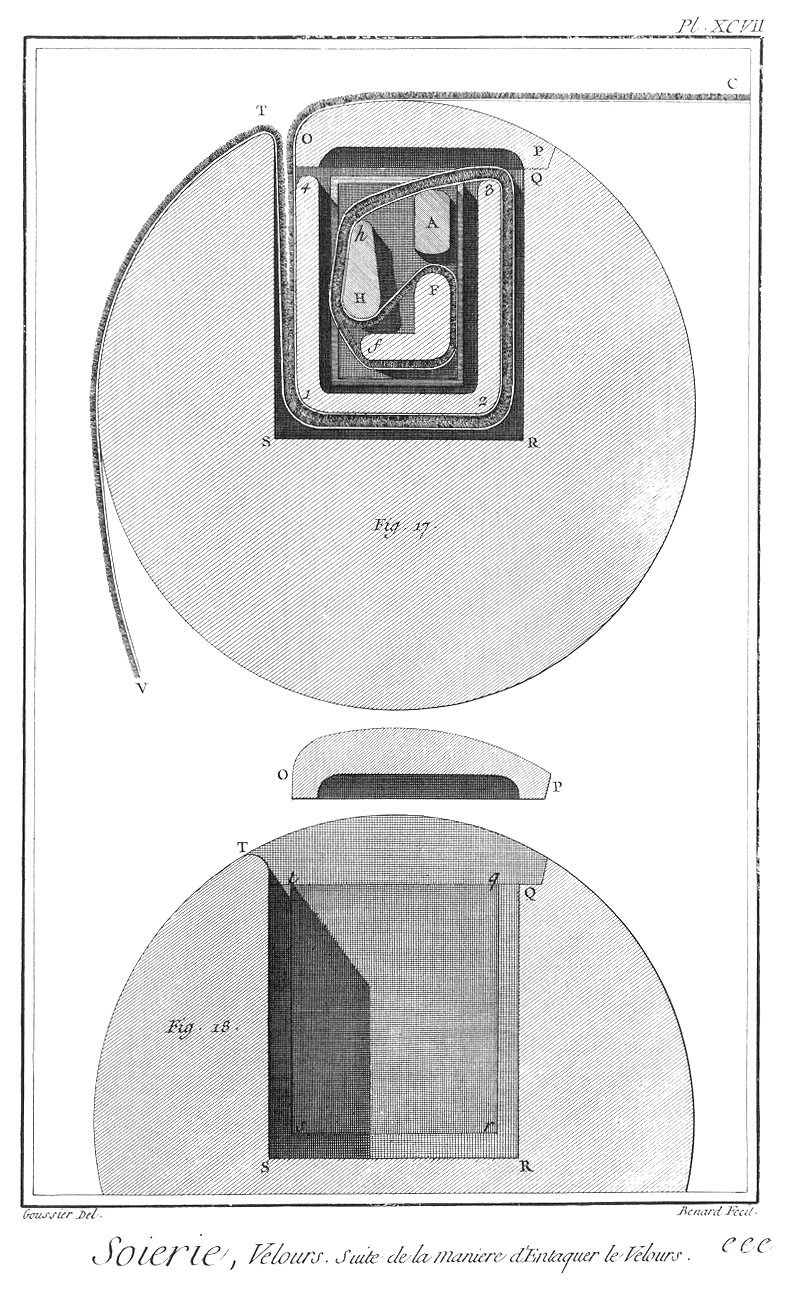 Pl. XCVII
C
T
O
P
Q
4
3
A
h
H
F
f
1
2
S
R
Fig. 17.
V
O
P
T
t
q
Q
Fig. 18.
s
r
S
R
Goussier Del.
Benard Fecit.
Soierie, Velours. Suite de la maniere d'Entaquer le Velours.
eee